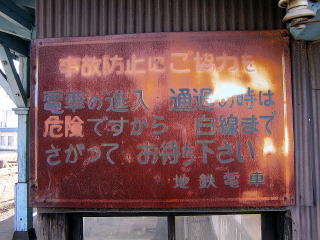 事故防止にご協力を
電車の進入・通過の時は
危険ですから 白線まで
さがって お待ち下さい
地鉄電車